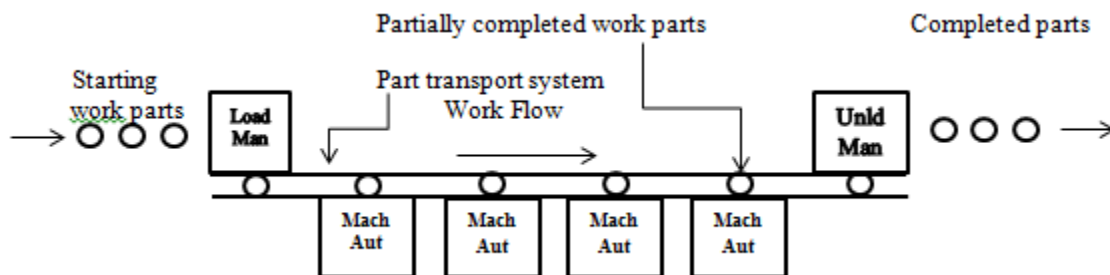 Partially completed work parts
Completed parts
Starting
work parts
Part transport system
Work Flow
Load
Man
Unld
Man
Mach
Aut
Mach
Aut
Mach
Aut
Mach
Aut